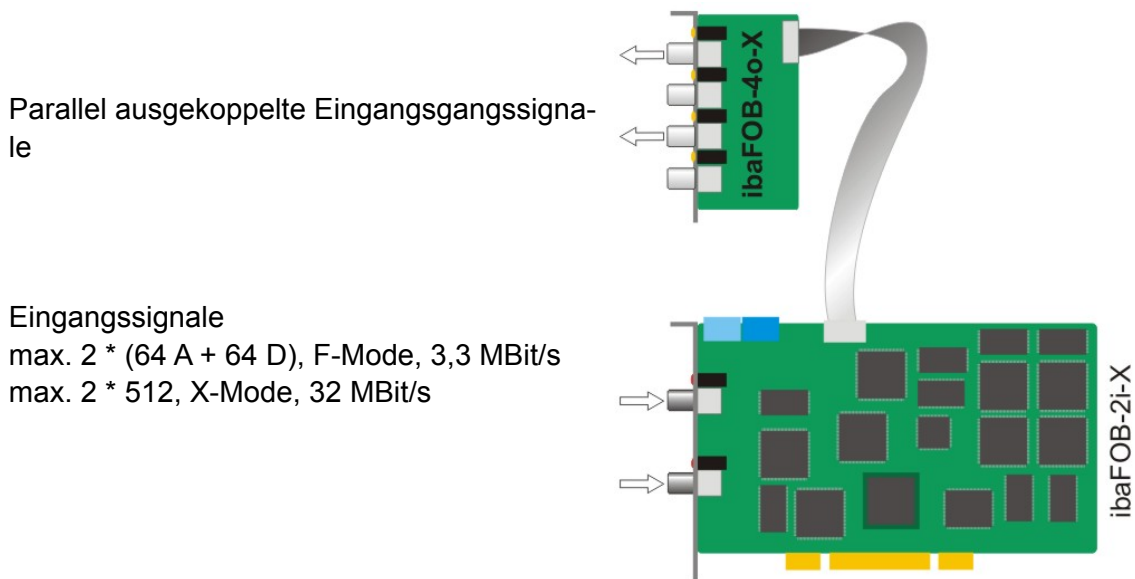 Parallel ausgekoppelte Eingangsgangssigna-
le
ibaFOB-4o-X
Eingangssignale
max. 2 * (64 A + 64 D), F-Mode, 3,3 MBit/s
max. 2 * 512, X-Mode, 32 MBit/s
ibaFOB-2i-X